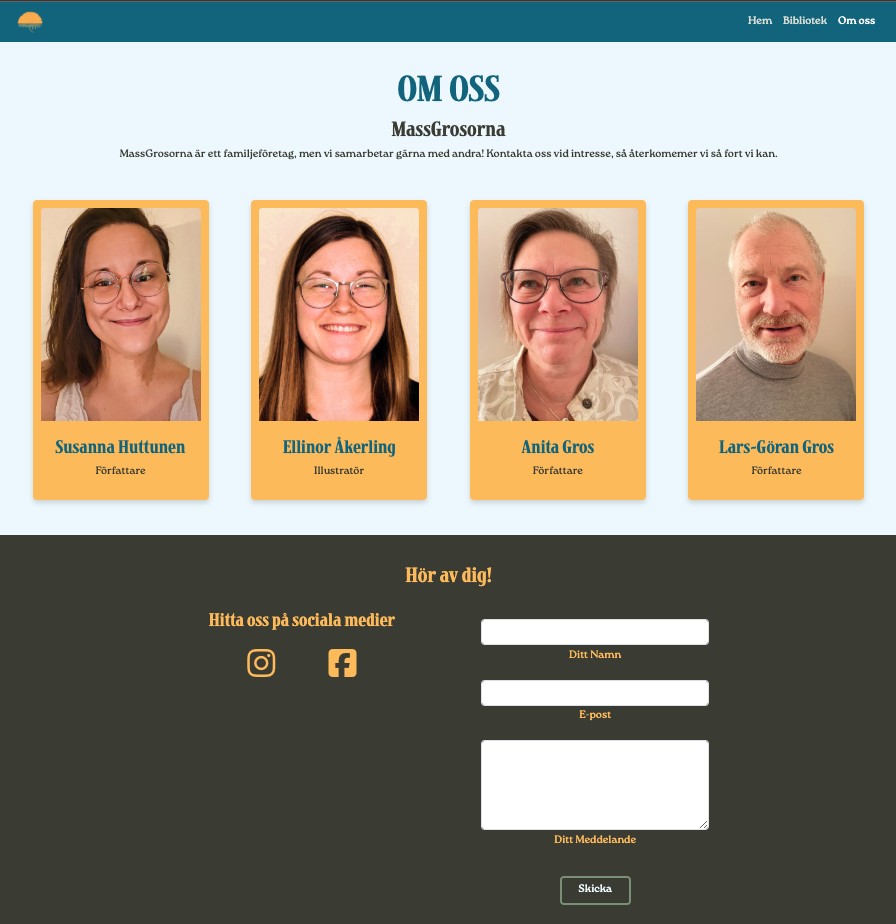 Hem Bibliotek Om oss
OM OSS
MassGrosorna
MassGrosorna är ett familjeföretag, men vi samarbetar gärna med andra! Kontakta oss vid intresse, så återkomemer vi så fort vi kan.
Susanna Huttunen
Författare
Ellinor Åkerling
Illustratör
Anita Gros
Författare
Lars-Göran Gros
Författare
Hör av dig!
Hitta oss på sociala medier
Ditt Namn
E-post
Ditt Meddelande
Skicka